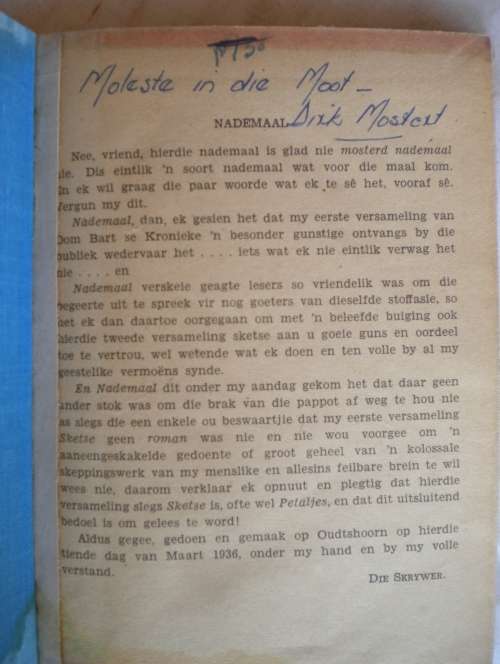 Moleste in die Moot -
Dirk Mostert
NADEMAAL
Nee, vriend, hierdie nademaal is glad nie mosterd nademaal
nie. Dis eintlik 'n soort nademaal wat voor die maal kom.
En ek wil graag die paar woorde wat ek te sê het, vooraf sê.
Vergun my dit.
Nademaal, dan, ek gesien het dat my eerste versameling van
Oom Bart se Kronieke 'n besonder gunstige ontvangs by die
publiek wedervaar het . . . . iets wat ek nie eintlik verwag het
nie . . . . en
Nademaal verskeie geagte lesers so vriendelik was om die
begeerte uit te spreek vir nog goeters van dieselfde stoffasie, so
het ek dan daartoe oorgegaan om met 'n beleefde buiging ook
hierdie tweede versameling sketse aan u goeie guns en oordeel
toe te vertrou, wel wetende wat ek doen en ten volle by al my
geestelike vermoëns synde.
En Nademaal dit onder my aandag gekom het dat daar geen
ander stok was om die brak van die pappot af weg te hou nie
as slegs die een enkele ou beswaartjie dat my eerste versameling
Sketse geen roman was nie en nie wou voorgee om 'n
aaneengeskakelde gedoente of groot geheel van 'n kolossale
skeppingswerk van my menslike en allesins feilbare brein te wil
wees nie, daarom verklaar ek opnuut en plegtig dat hierdie
versameling slegs Sketse is, ofte wel Petaljes, en dat dit uitsluitend
bedoel is om gelees te word!
Aldus gegee, gedoen en gemaak op Oudtshoorn op hierdie
tiende dag van Maart 1936, onder my hand en by my volle
verstand.
DIE SKRYWER.